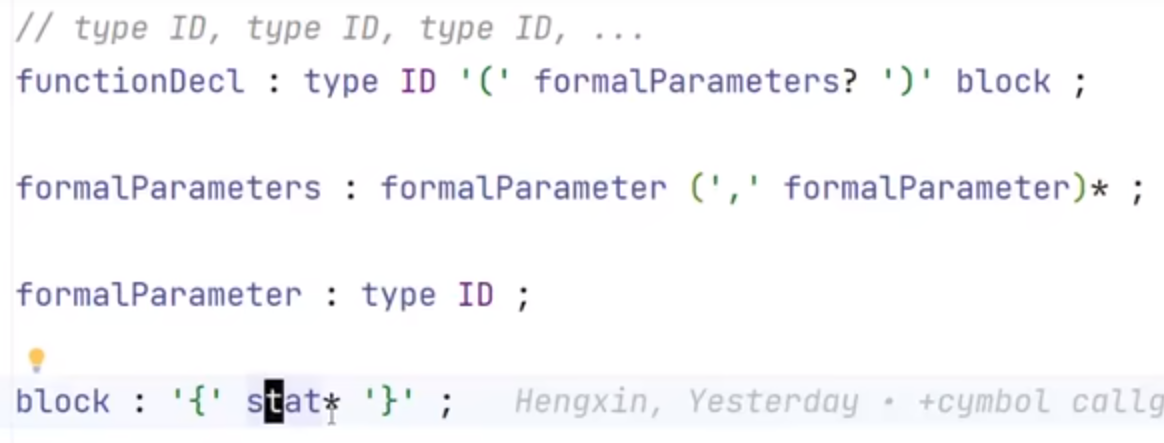 // type ID, type ID, type ID, ...
functionDecl : type ID '(' formalParameters? ')' block ;
formalParameters : formalParameter (',' formalParameter)* ;
formalParameter : type ID ;
block : '{' stat* '}' ; Hengxin, Yesterday • +cymbol callg